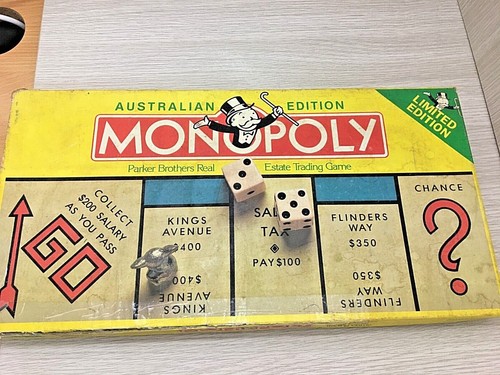 AUSTRALIAN EDITION
MONOPOLY
LIMITED
EDITION
Parker Brothers Real Estate Trading Game
COLLECT
$200 SALARY
AS YOU PASS
GO
KINGS
AVENUE
400
$400
KINGS
AVENUE
TAX
PAY $100
FLINDERS
WAY
$350
$350
FLINDERS
WAY
CHANCE
?